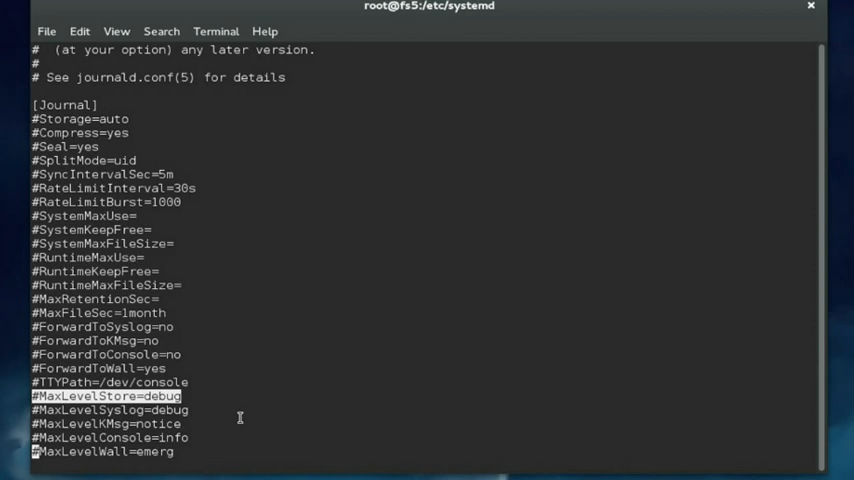 root@fs5:/etc/systemd
×
File Edit View Search Terminal Help
#  (at your option) any later version.
#
# See journald.conf(5) for details
[Journal]
#Storage=auto
#Compress=yes
#Seal=yes
#SplitMode=uid
#SyncIntervalSec=5m
#RateLimitInterval=30s
#RateLimitBurst=1000
#SystemMaxUse=
#SystemKeepFree=
#SystemMaxFileSize=
#RuntimeMaxUse=
#RuntimeKeepFree=
#RuntimeMaxFileSize=
#MaxRetentionSec=
#MaxFileSec=1month
#ForwardToSyslog=no
#ForwardToKMsg=no
#ForwardToConsole=no
#ForwardToWall=yes
#TTYPath=/dev/console
#MaxLevelStore=debug
#MaxLevelSyslog=debug
#MaxLevelKMsg=notice
#MaxLevelConsole=info
#MaxLevelWall=emerg